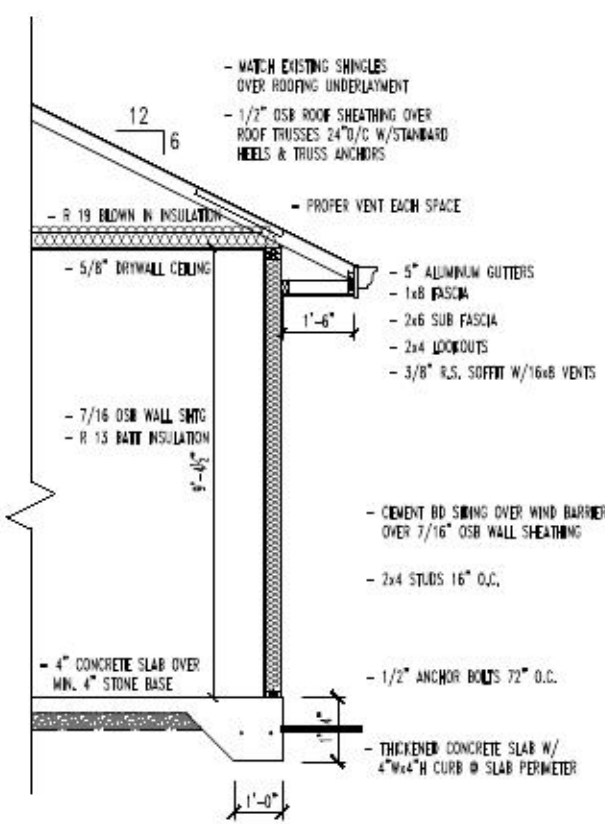 - MATCH EXISTING SHINGLES
OVER ROOFING UNDERLAYMENT
12
6
- 1/2" OSB ROOF SHEATHING OVER
ROOF TRUSSES 24"O/C W/STANDARD
HEELS & TRUSS ANCHORS
- PROPER VENT EACH SPACE
- R 19 BLOWN IN INSULATION
- 5/8" DRYWALL CEILING
- 5" ALUMINUM GUTTERS
- 1x8 FASCIA
1'-6"
- 2x6 SUB FASCIA
- 2x4 LOOKOUTS
- 3/8" R.S. SOFFIT W/16x8 VENTS
- 7/16 OSB WALL SHTG
- R 13 BATT INSULATION
9'-4½"
- CEMENT BD SIDING OVER WIND BARRIER
OVER 7/16" OSB WALL SHEATHING
- 2x4 STUDS 16" O.C.
- 4" CONCRETE SLAB OVER
MIN. 4" STONE BASE
- 1/2" ANCHOR BOLTS 72" O.C.
1'-4"
- THICKENED CONCRETE SLAB W/
4"Wx4"H CURB @ SLAB PERIMETER
1'-0"